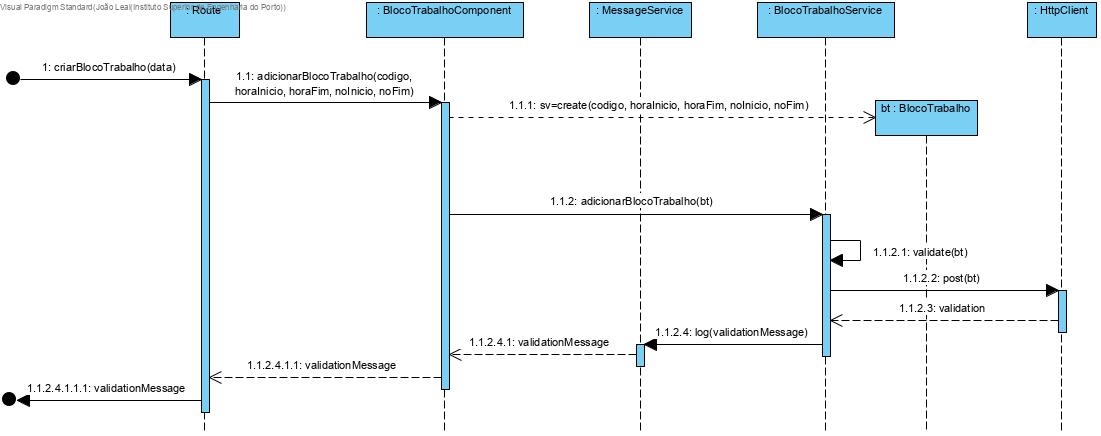 Visual Paradigm Standard(João Leal(Instituto Superior de Engenharia do Porto))
: Route
: BlocoTrabalhoComponent
: MessageService
: BlocoTrabalhoService
: HttpClient
1: criarBlocoTrabalho(data)
1.1: adicionarBlocoTrabalho(codigo,
horaInicio, horaFim, noInicio, noFim)
1.1.1: sv=create(codigo, horaInicio, horaFim, noInicio, noFim)
bt : BlocoTrabalho
1.1.2: adicionarBlocoTrabalho(bt)
1.1.2.1: validate(bt)
1.1.2.2: post(bt)
1.1.2.3: validation
1.1.2.4: log(validationMessage)
1.1.2.4.1: validationMessage
1.1.2.4.1.1: validationMessage
1.1.2.4.1.1.1: validationMessage